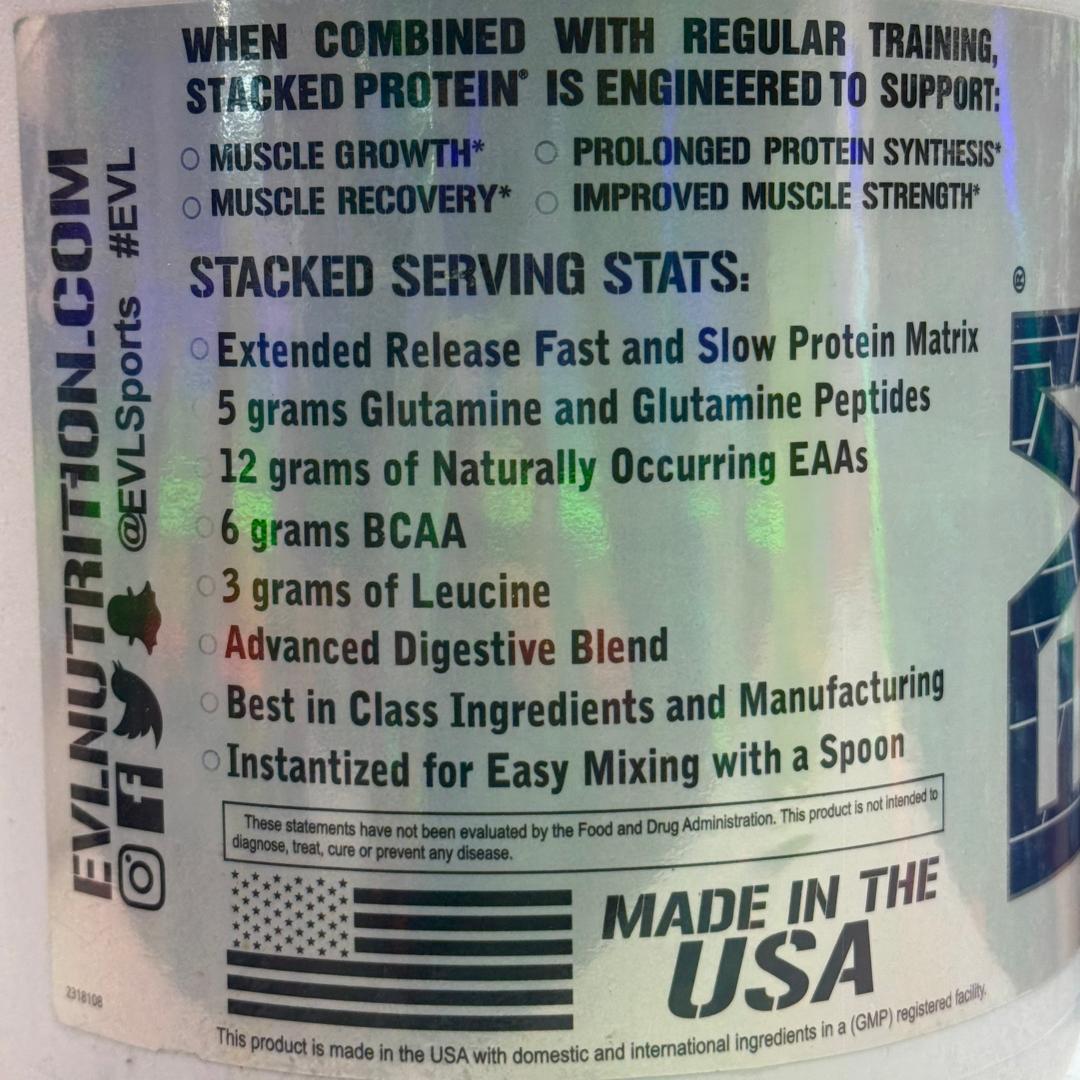 WHEN COMBINED WITH REGULAR TRAINING,
STACKED PROTEIN® IS ENGINEERED TO SUPPORT:
MUSCLE GROWTH*
PROLONGED PROTEIN SYNTHESIS*
MUSCLE RECOVERY*
IMPROVED MUSCLE STRENGTH*
STACKED SERVING STATS:
Extended Release Fast and Slow Protein Matrix
5 grams Glutamine and Glutamine Peptides
12 grams of Naturally Occurring EAAs
6 grams BCAA
3 grams of Leucine
Advanced Digestive Blend
Best in Class Ingredients and Manufacturing
Instantized for Easy Mixing with a Spoon
These statements have not been evaluated by the Food and Drug Administration. This product is not intended to
diagnose, treat, cure or prevent any disease.
MADE IN THE
USA
This product is made in the USA with domestic and international ingredients in a (GMP) registered facility.
EVLNUTRITION.COM
@EVLSports #EVL
2318108
®